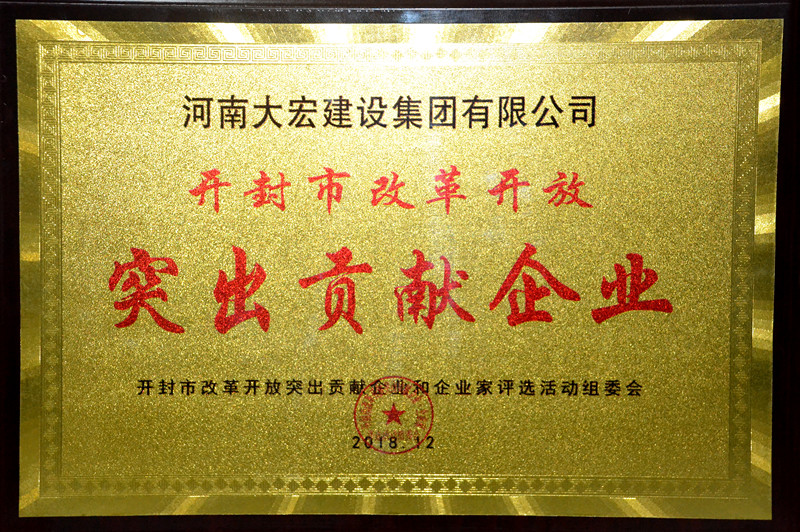 河南大宏建设集团有限公司
开封市改革开放
突出贡献企业
开封市改革开放突出贡献企业和企业家评选活动组委会
2018.12